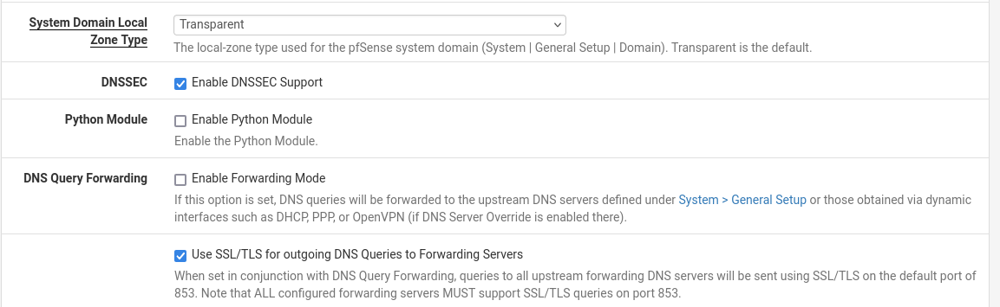 System Domain Local
Zone Type
Transparent
The local-zone type used for the pfSense system domain (System | General Setup | Domain). Transparent is the default.
DNSSEC
Enable DNSSEC Support
Python Module
Enable Python Module
Enable the Python Module.
DNS Query Forwarding
Enable Forwarding Mode
If this option is set, DNS queries will be forwarded to the upstream DNS servers defined under System > General Setup or those obtained via dynamic
interfaces such as DHCP, PPP, or OpenVPN (if DNS Server Override is enabled there).
Use SSL/TLS for outgoing DNS Queries to Forwarding Servers
When set in conjunction with DNS Query Forwarding, queries to all upstream forwarding DNS servers will be sent using SSL/TLS on the default port of
853. Note that ALL configured forwarding servers MUST support SSL/TLS queries on port 853.